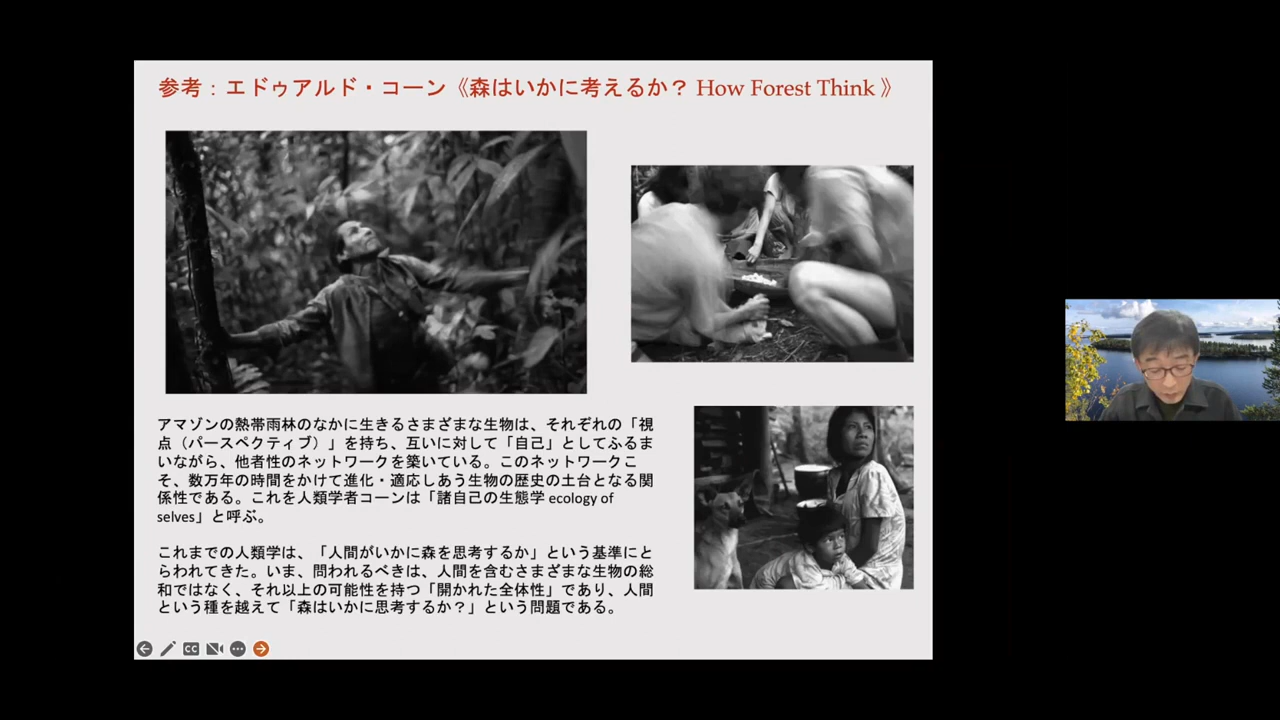 参考：エドゥアルド・コーン《森はいかに考えるか？ How Forest Think 》
アマゾンの熱帯雨林のなかに生きるさまざまな生物は、それぞれの「視
点（パースペクティブ）」を持ち、互いに対して「自己」としてふるま
いながら、他者性のネットワークを築いている。このネットワークこ
そ、数万年の時間をかけて進化・適応しあう生物の歴史の土台となる関
係性である。これを人類学者コーンは「諸自己の生態学 ecology of
selves」と呼ぶ。
これまでの人類学は、「人間がいかに森を思考するか」という基準にと
らわれてきた。いま、問われるべきは、人間を含むさまざまな生物の総
和ではなく、それ以上の可能性を持つ「開かれた全体性」であり、人間
という種を越えて「森はいかに思考するか？」という問題である。
CC